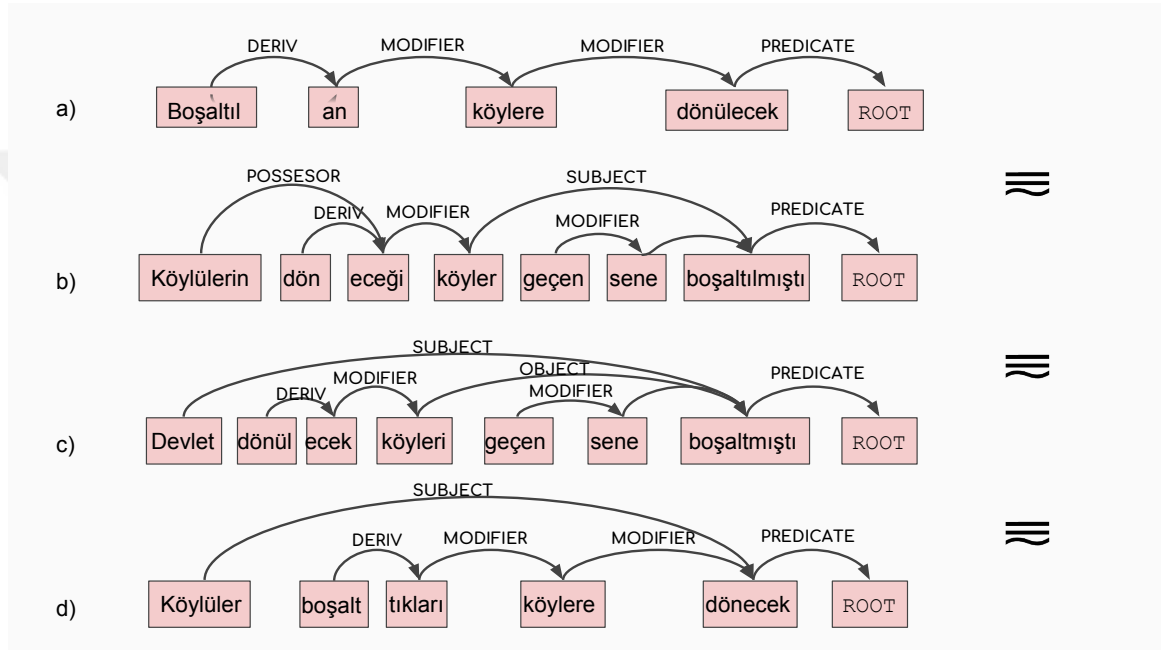 DERIV MODIFIER MODIFIER PREDICATE
a) Boşaltıl an köylere dönülecek ROOT
POSSESOR SUBJECT
DERIV MODIFIER MODIFIER PREDICATE
b) Köylülerin dön eceği köyler geçen sene boşaltılmıştı ROOT
SUBJECT
OBJECT
DERIV MODIFIER MODIFIER PREDICATE
c) Devlet dönül ecek köyleri geçen sene boşaltmıştı ROOT
SUBJECT
DERIV MODIFIER MODIFIER PREDICATE
d) Köylüler boşalt tıkları köylere dönecek ROOT